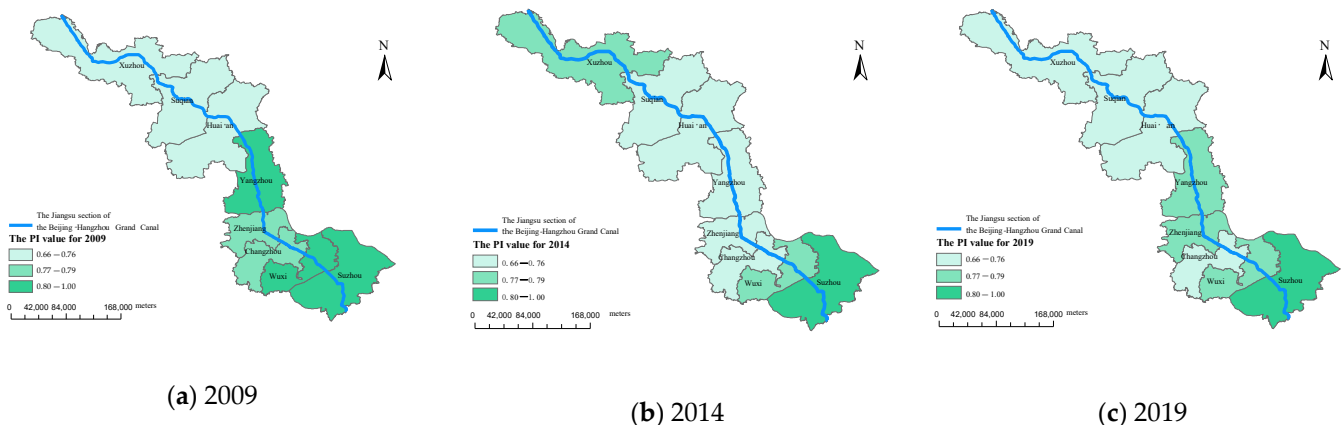 N
Xuzhou
Suqian
Huai'an
Yangzhou
Zhenjiang
Changzhou
Wuxi
Suzhou
The Jiangsu section of
the Beijing-Hangzhou Grand Canal
The PI value for 2009
0.66—0.76
0.77—0.79
0.80—1.00
0 42,000 84,000 168,000 meters
(a) 2009
N
Xuzhou
Suqian
Huai'an
Yangzhou
Zhenjiang
Changzhou
Wuxi
Suzhou
The Jiangsu section of
the Beijing-Hangzhou Grand Canal
The PI value for 2014
0.66—0.76
0.77—0.79
0.80—1.00
0 42,000 84,000 168,000 meters
(b) 2014
N
Xuzhou
Suqian
Huai' an
Yangzhou
Zhenjiang
Changzhou
Wuxi
Suzhou
The Jiangsu section of
the Beijing-Hangzhou Grand Canal
The PI value for 2019
0.66—0.76
0.77—0.79
0.80—1.00
0 42,000 84,000 168,000 meters
(c) 2019